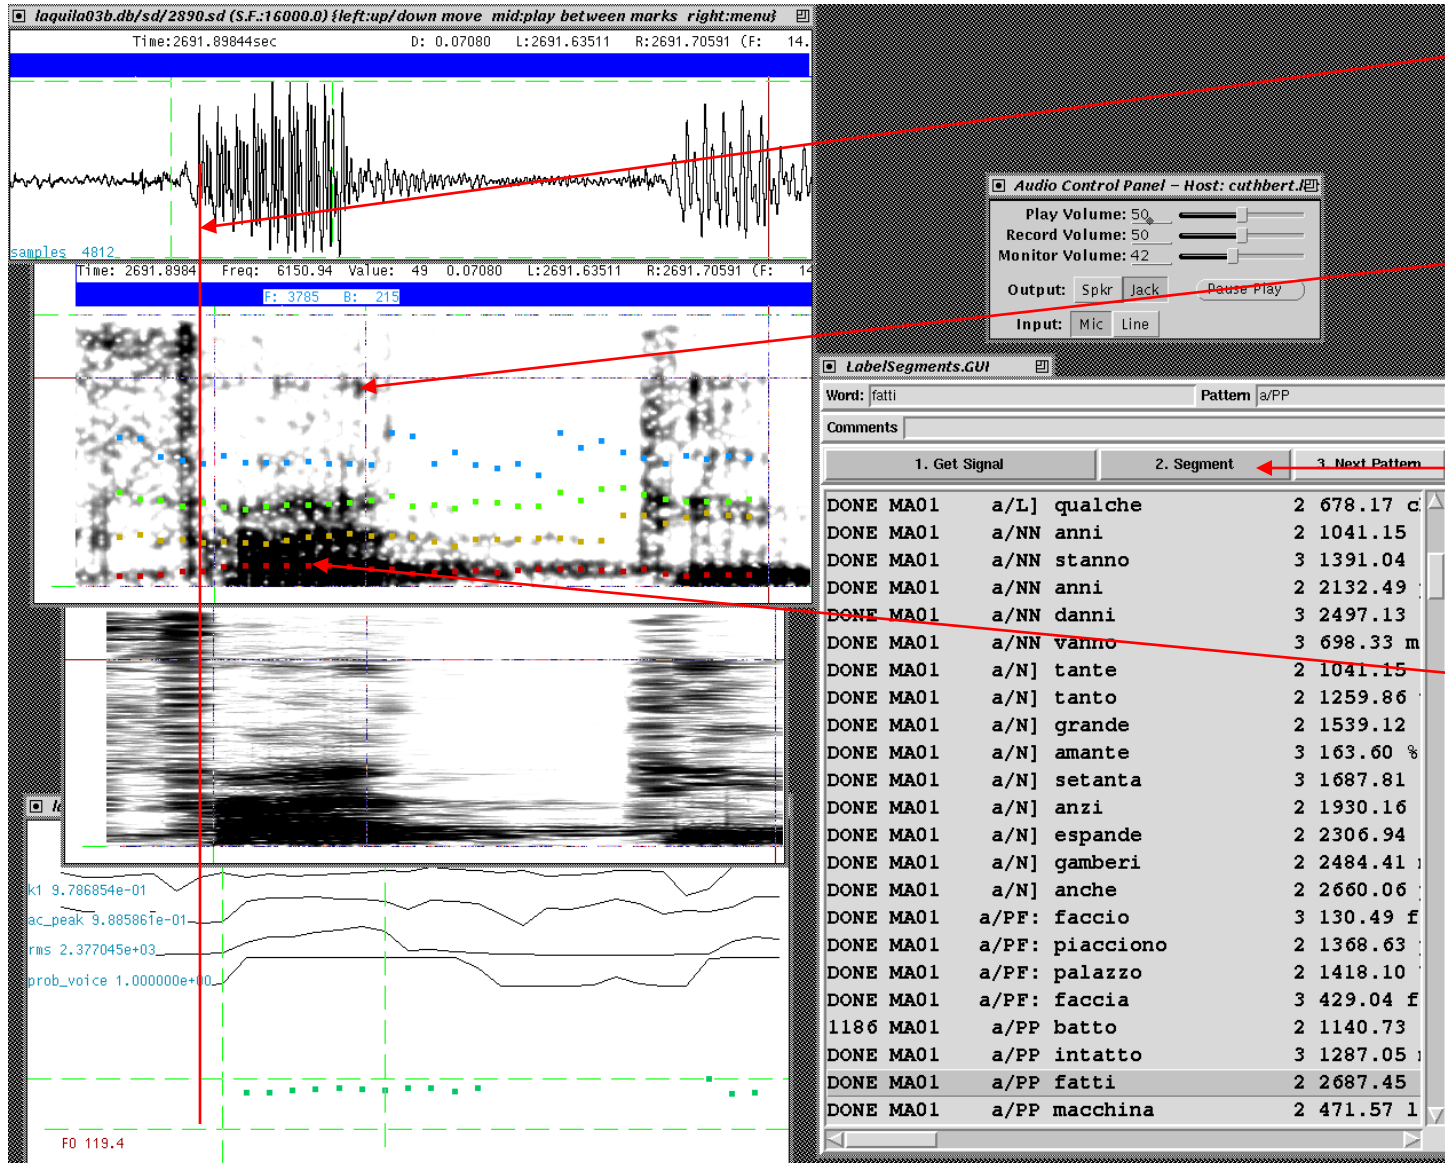 laquila03b.db/sd/2890.sd (S.F.:16000.0) {left:up/down move mid:play between marks right:menu}
Time:2691.89844sec D: 0.07080 L:2691.63511 R:2691.70591 (F: 14.
samples 4812
Time: 2691.8984 Freq: 6150.94 Value: 49 0.07080 L:2691.63511 R:2691.70591 (F: 14
F: 3785 B: 215
k1 9.786854e-01
ac_peak 9.885861e-01
rms 2.377045e+03
prob_voice 1.000000e+00
F0 119.4
Audio Control Panel - Host: cuthbert.l
Play Volume: 50
Record Volume: 50
Monitor Volume: 42
Output: Spkr Jack Pause Play
Input: Mic Line
LabelSegments.GUI
Word: fatti Pattern a/PP
Comments
1. Get Signal 2. Segment 3. Next Pattern
DONE MA01 a/L] qualche 2 678.17 c
DONE MA01 a/NN anni 2 1041.15
DONE MA01 a/NN stanno 3 1391.04
DONE MA01 a/NN anni 2 2132.49
DONE MA01 a/NN danni 3 2497.13
DONE MA01 a/NN vanno 3 698.33 m
DONE MA01 a/N] tante 2 1041.15
DONE MA01 a/N] tanto 2 1259.86
DONE MA01 a/N] grande 2 1539.12
DONE MA01 a/N] amante 3 163.60 %
DONE MA01 a/N] setanta 3 1687.81
DONE MA01 a/N] anzi 2 1930.16
DONE MA01 a/N] espande 2 2306.94
DONE MA01 a/N] gamberi 2 2484.41
DONE MA01 a/N] anche 2 2660.06
DONE MA01 a/PF: faccio 3 130.49 f
DONE MA01 a/PF: piacciono 2 1368.63
DONE MA01 a/PF: palazzo 2 1418.10
DONE MA01 a/PF: faccia 3 429.04 f
1186 MA01 a/PP batto 2 1140.73
DONE MA01 a/PP intatto 3 1287.05
DONE MA01 a/PP fatti 2 2687.45
DONE MA01 a/PP macchina 2 471.57 l